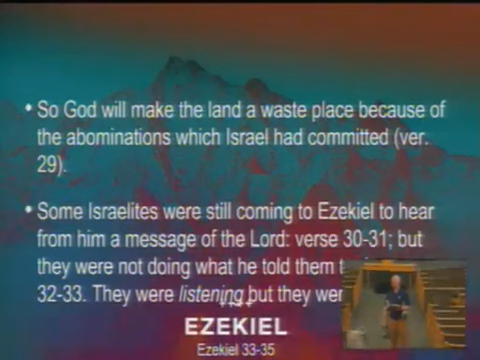 • So God will make the land a waste place because of
the abominations which Israel had committed (ver.
29).
• Some Israelites were still coming to Ezekiel to hear
from him a message of the Lord: verse 30-31; but
they were not doing what he told them
32-33. They were listening but they
EZEKIEL
Ezekiel 33-35